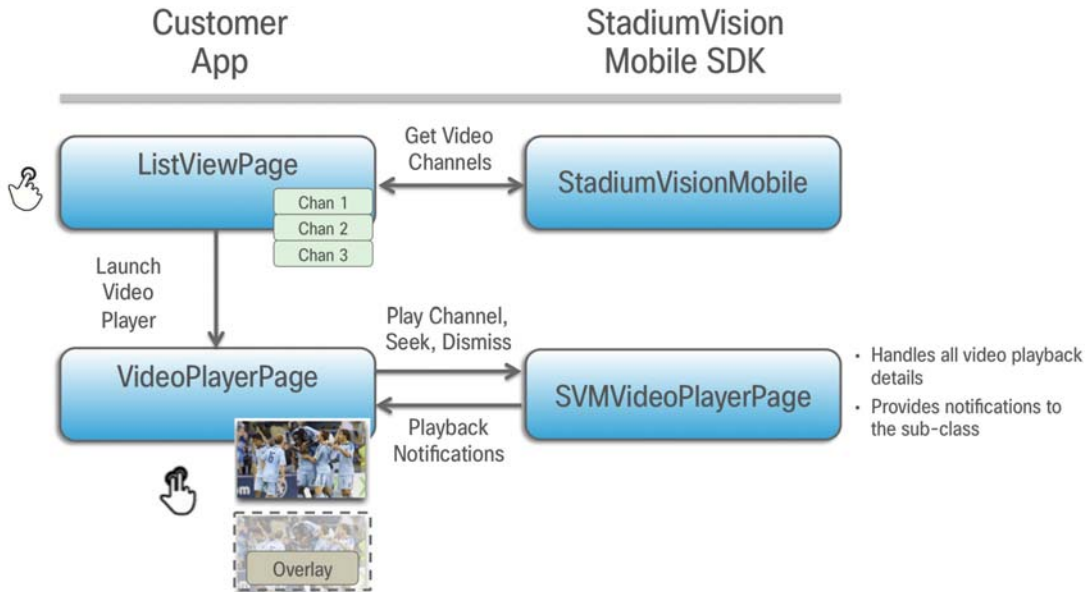 Customer
App
StadiumVision
Mobile SDK
ListViewPage
Chan 1
Chan 2
Chan 3
Get Video
Channels
StadiumVisionMobile
Launch
Video
Player
VideoPlayerPage
Play Channel,
Seek, Dismiss
Playback
Notifications
SVMVideoPlayerPage
• Handles all video playback
details
• Provides notifications to
the sub-class
Overlay